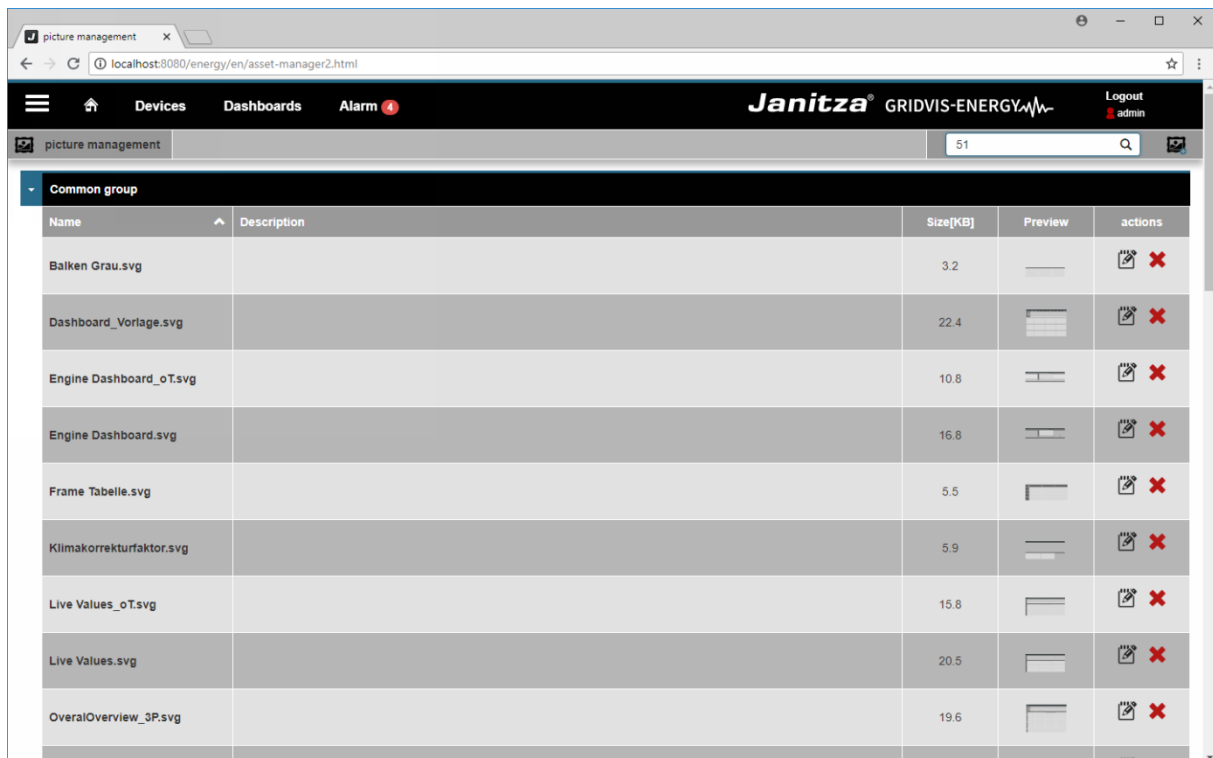 picture management
localhost:8080/energy/en/asset-manager2.html
Devices Dashboards Alarm 4 Janitza® GRIDVIS-ENERGY Logout
admin
picture management 51
Common group
Name Description Size[KB] Preview actions
Balken Grau.svg 3.2
Dashboard_Vorlage.svg 22.4
Engine Dashboard_oT.svg 10.8
Engine Dashboard.svg 16.8
Frame Tabelle.svg 5.5
Klimakorrekturfaktor.svg 5.9
Live Values_oT.svg 15.8
Live Values.svg 20.5
OveralOverview_3P.svg 19.6